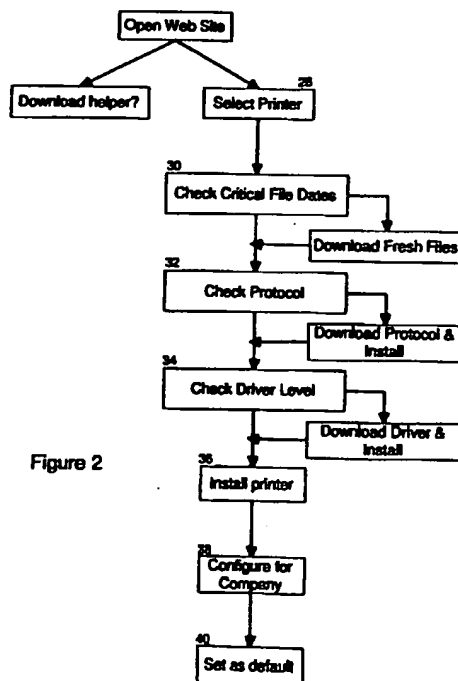 Open Web Site
Download helper?
28
Select Printer
30
Check Critical File Dates
Download Fresh Files
32
Check Protocol
Download Protocol &
Install
34
Check Driver Level
Download Driver &
Install
Figure 2
36
Install printer
38
Configure for
Company
40
Set as default